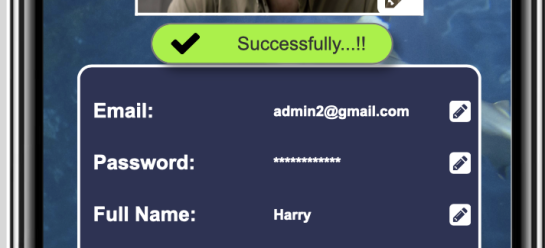 Successfully...!!
Email: admin2@gmail.com
Password: ************
Full Name: Harry